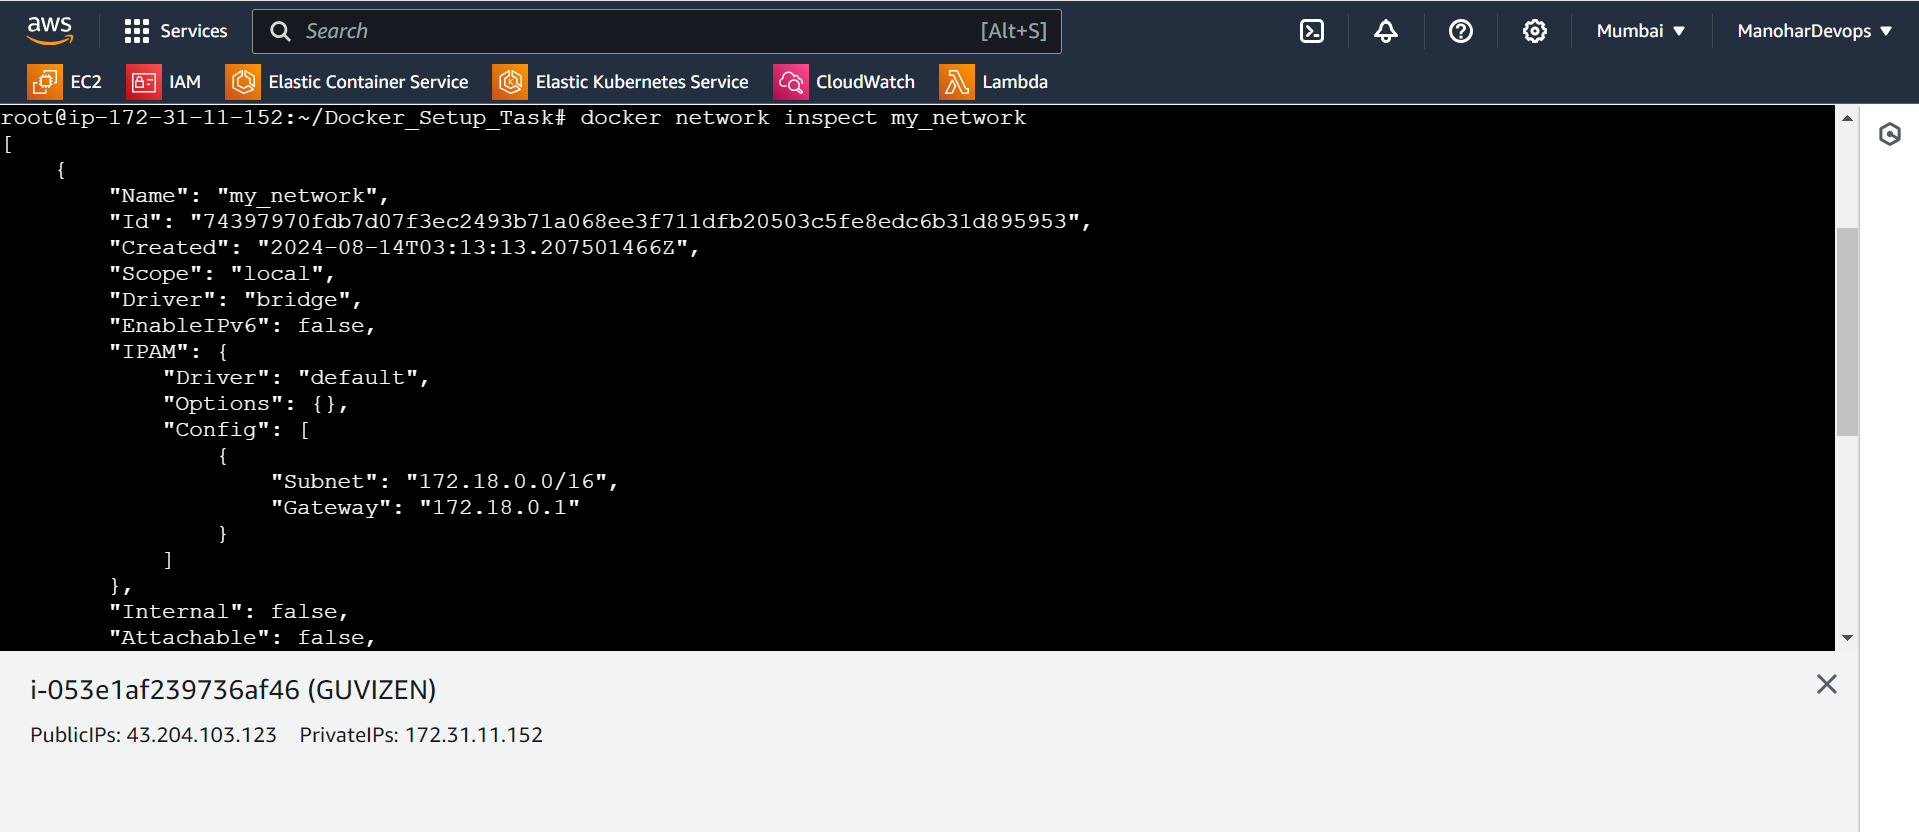 aws Services Search [Alt+S] Mumbai ManoharDevops
EC2 IAM Elastic Container Service Elastic Kubernetes Service CloudWatch Lambda
root@ip-172-31-11-152:~/Docker_Setup_Task# docker network inspect my_network
[
    {
        "Name": "my_network",
        "Id": "74397970fdb7d07f3ec2493b71a068ee3f711dfb20503c5fe8edc6b31d895953",
        "Created": "2024-08-14T03:13:13.207501466Z",
        "Scope": "local",
        "Driver": "bridge",
        "EnableIPv6": false,
        "IPAM": {
            "Driver": "default",
            "Options": {},
            "Config": [
                {
                    "Subnet": "172.18.0.0/16",
                    "Gateway": "172.18.0.1"
                }
            ]
        },
        "Internal": false,
        "Attachable": false,
i-053e1af239736af46 (GUVIZEN)
PublicIPs: 43.204.103.123 PrivateIPs: 172.31.11.152